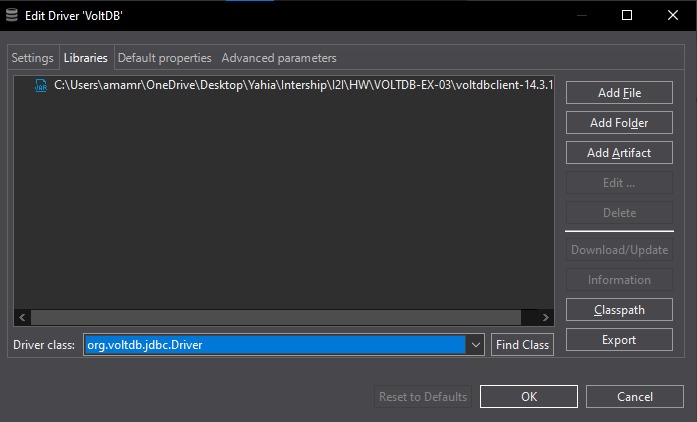 Edit Driver 'VoltDB'
Settings Libraries Default properties Advanced parameters
C:\Users\amamr\OneDrive\Desktop\Yahia\Intership\I2I\HW\VOLTDB-EX-03\voltdbclient-14.3.1
Add File
Add Folder
Add Artifact
Edit ...
Delete
Download/Update
Information
Classpath
Export
Driver class: org.voltdb.jdbc.Driver Find Class
Reset to Defaults OK Cancel